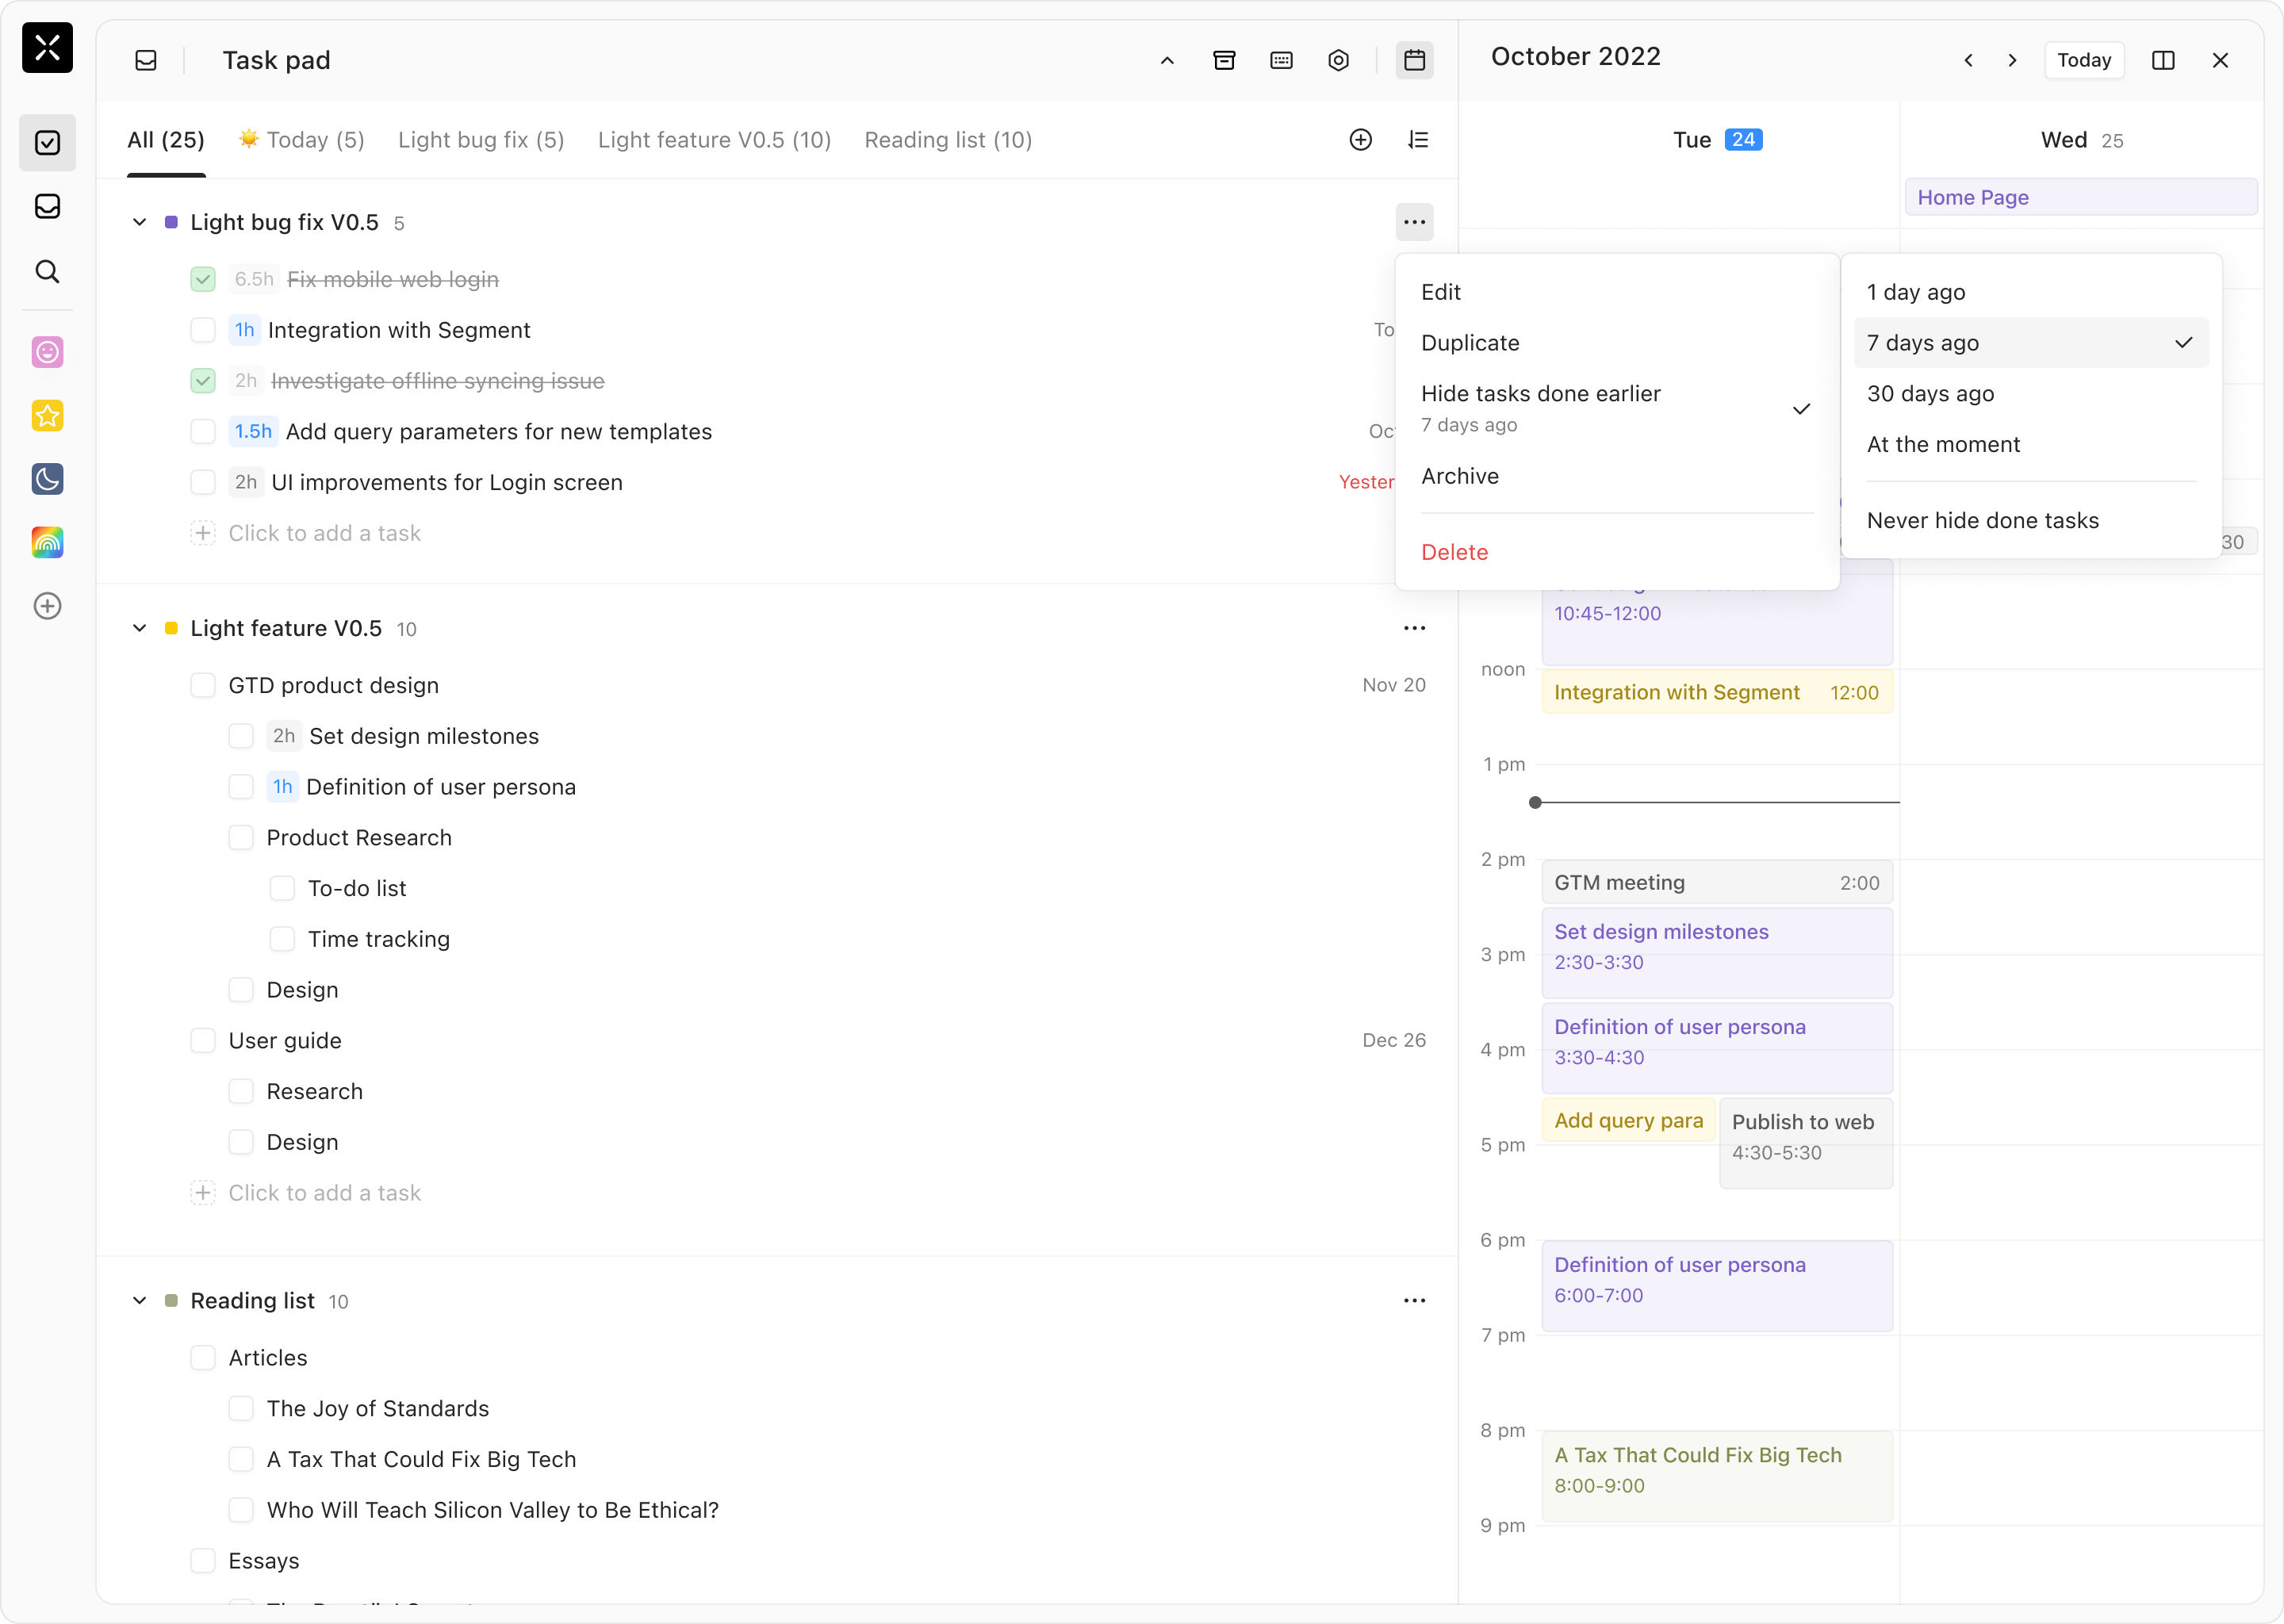 Task pad
All (25)
Today (5)
Light bug fix (5)
Light feature V0.5 (10)
Reading list (10)
Light bug fix V0.5 5
6.5h Fix mobile web login
1h Integration with Segment
2h Investigate offline syncing issue
1.5h Add query parameters for new templates
2h UI improvements for Login screen
Click to add a task
Light feature V0.5 10
GTD product design Nov 20
2h Set design milestones
1h Definition of user persona
Product Research
To-do list
Time tracking
Design
User guide Dec 26
Research
Design
Click to add a task
Reading list 10
Articles
The Joy of Standards
A Tax That Could Fix Big Tech
Who Will Teach Silicon Valley to Be Ethical?
Essays
Edit
Duplicate
Hide tasks done earlier
7 days ago
Archive
Delete
1 day ago
7 days ago
30 days ago
At the moment
Never hide done tasks
October 2022
Today
Tue 24
Wed 25
Home Page
30
10:45-12:00
noon
Integration with Segment 12:00
1 pm
2 pm
GTM meeting 2:00
Set design milestones
3 pm
2:30-3:30
Definition of user persona
4 pm
3:30-4:30
Add query para
Publish to web
5 pm
4:30-5:30
6 pm
Definition of user persona
6:00-7:00
7 pm
8 pm
A Tax That Could Fix Big Tech
8:00-9:00
9 pm